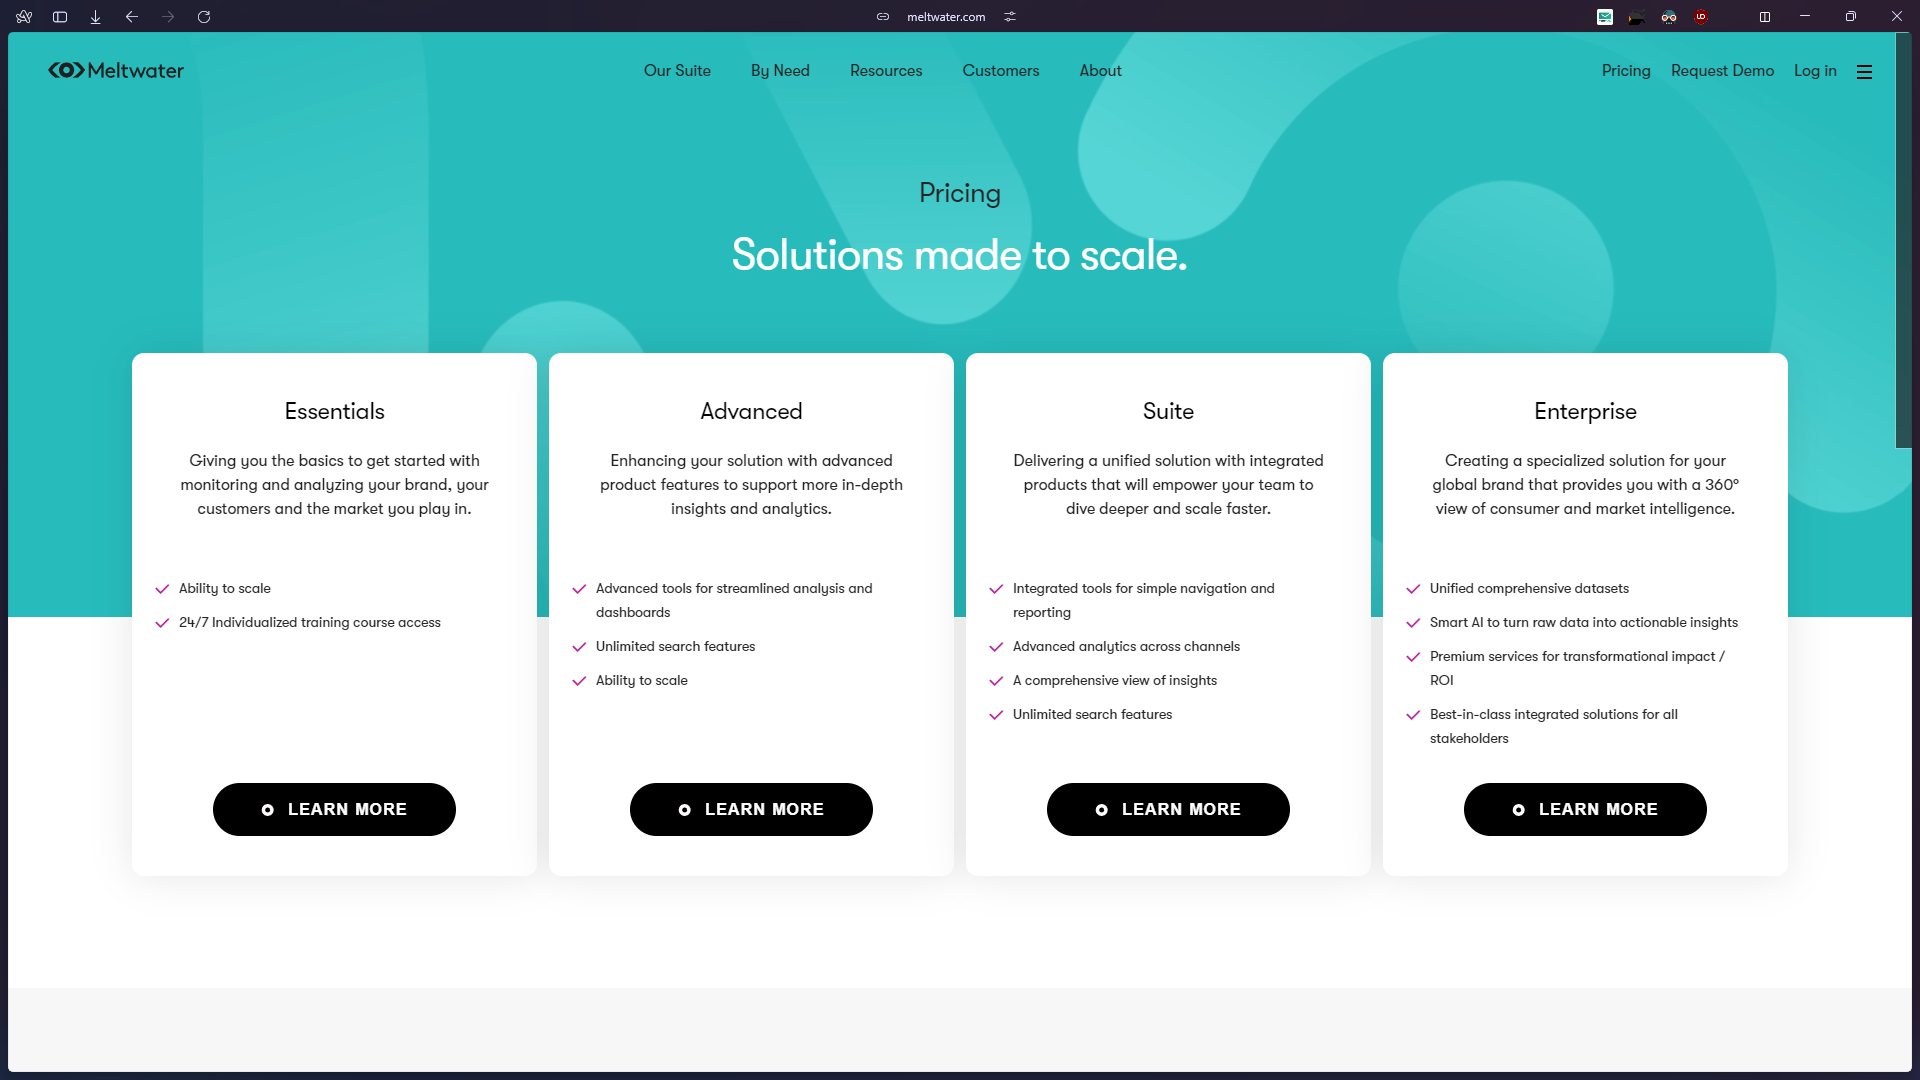 meltwater.com
Meltwater
Our Suite
By Need
Resources
Customers
About
Pricing
Request Demo
Log in
Pricing
Solutions made to scale.
Essentials
Giving you the basics to get started with
monitoring and analyzing your brand, your
customers and the market you play in.
Ability to scale
24/7 Individualized training course access
LEARN MORE
Advanced
Enhancing your solution with advanced
product features to support more in-depth
insights and analytics.
Advanced tools for streamlined analysis and
dashboards
Unlimited search features
Ability to scale
LEARN MORE
Suite
Delivering a unified solution with integrated
products that will empower your team to
dive deeper and scale faster.
Integrated tools for simple navigation and
reporting
Advanced analytics across channels
A comprehensive view of insights
Unlimited search features
LEARN MORE
Enterprise
Creating a specialized solution for your
global brand that provides you with a 360º
view of consumer and market intelligence.
Unified comprehensive datasets
Smart AI to turn raw data into actionable insights
Premium services for transformational impact /
ROI
Best-in-class integrated solutions for all
stakeholders
LEARN MORE